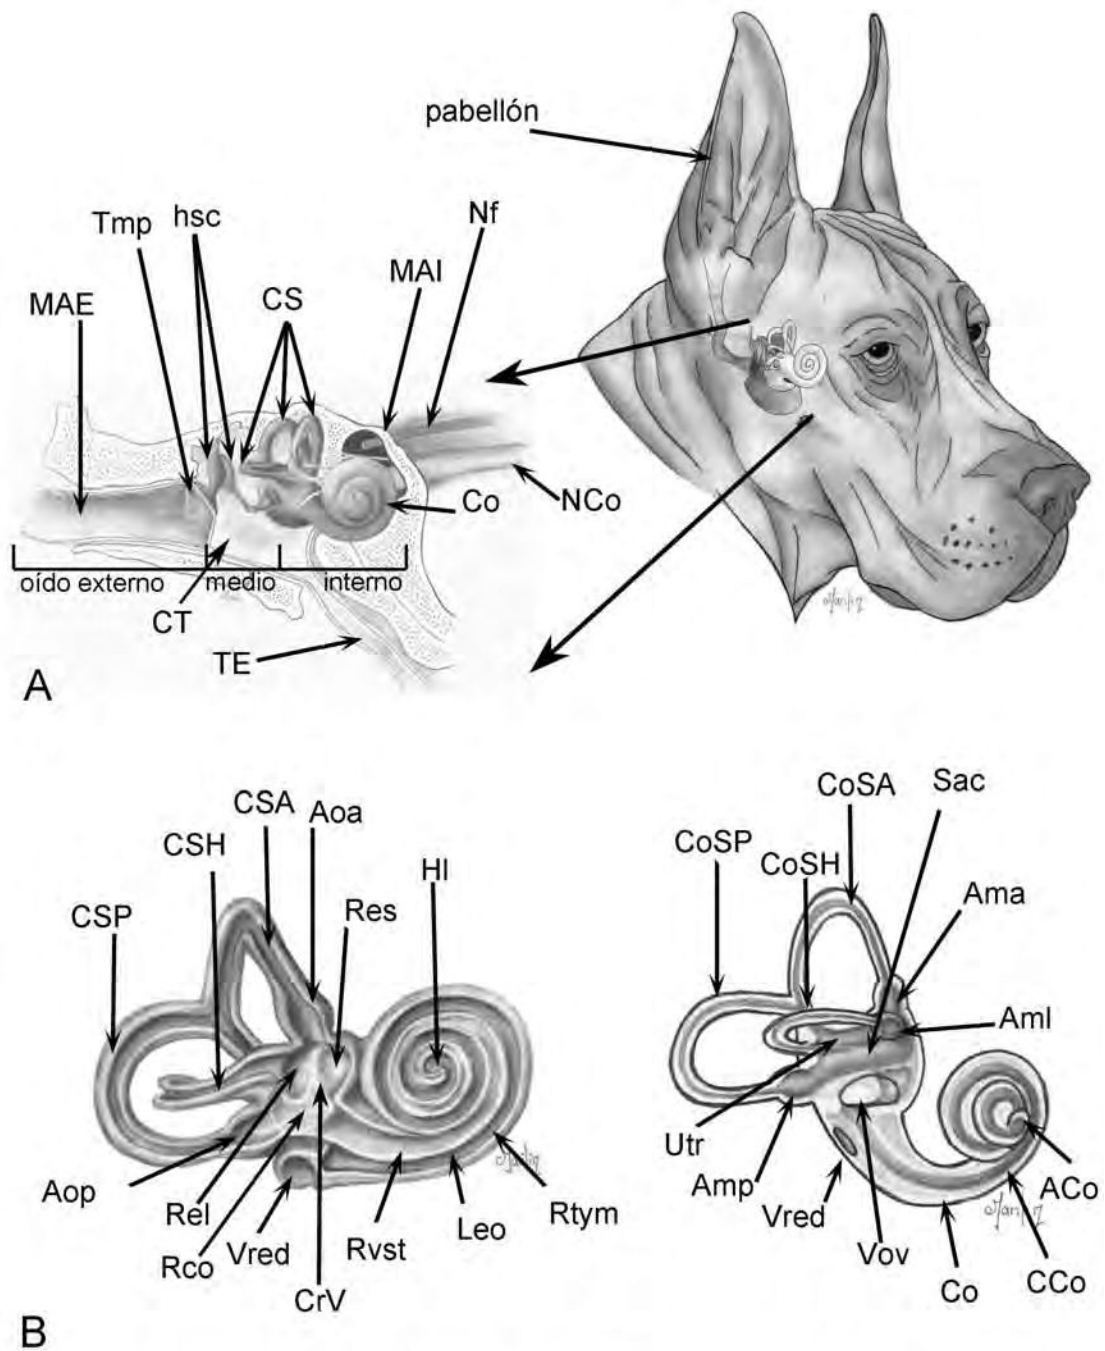 pabellón
Tmp
hsc
Nf
MAE
CS
MAI
Co
NCo
oído externo
medio
interno
CT
TE
A
CSA
Aoa
CSH
Hl
Res
CSP
Aop
Rel
Rco
Vred
CrV
Rvst
Leo
Rtym
CoSA
Sac
CoSP
CoSH
Ama
Aml
Utr
Amp
Vred
Vov
Co
CCo
ACo
B